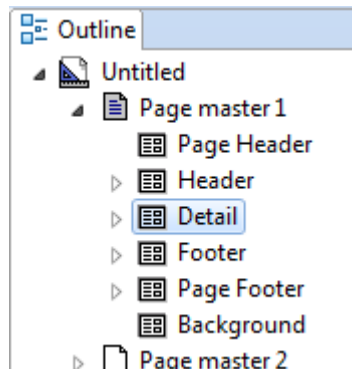 Outline
Untitled
Page master 1
Page Header
Header
Detail
Footer
Page Footer
Background
Page master 2